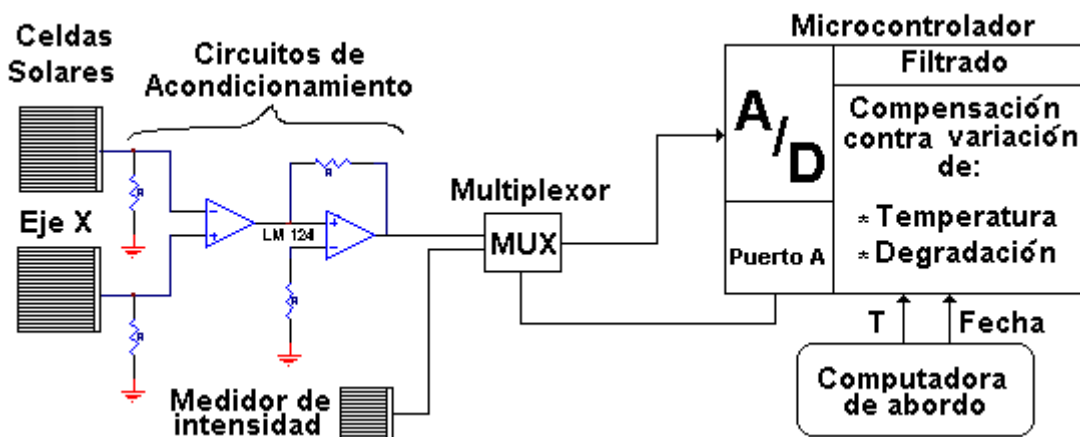 Celdas
Solares
Circuitos de
Acondicionamiento
Eje X
R
R
R
R
-
+
LM 124
+
-
Multiplexor
MUX
Medidor de
intensidad
Microcontrolador
A/D
Puerto A
Filtrado
Compensación
contra variación
de:
* Temperatura
* Degradación
T
Fecha
Computadora
de abordo